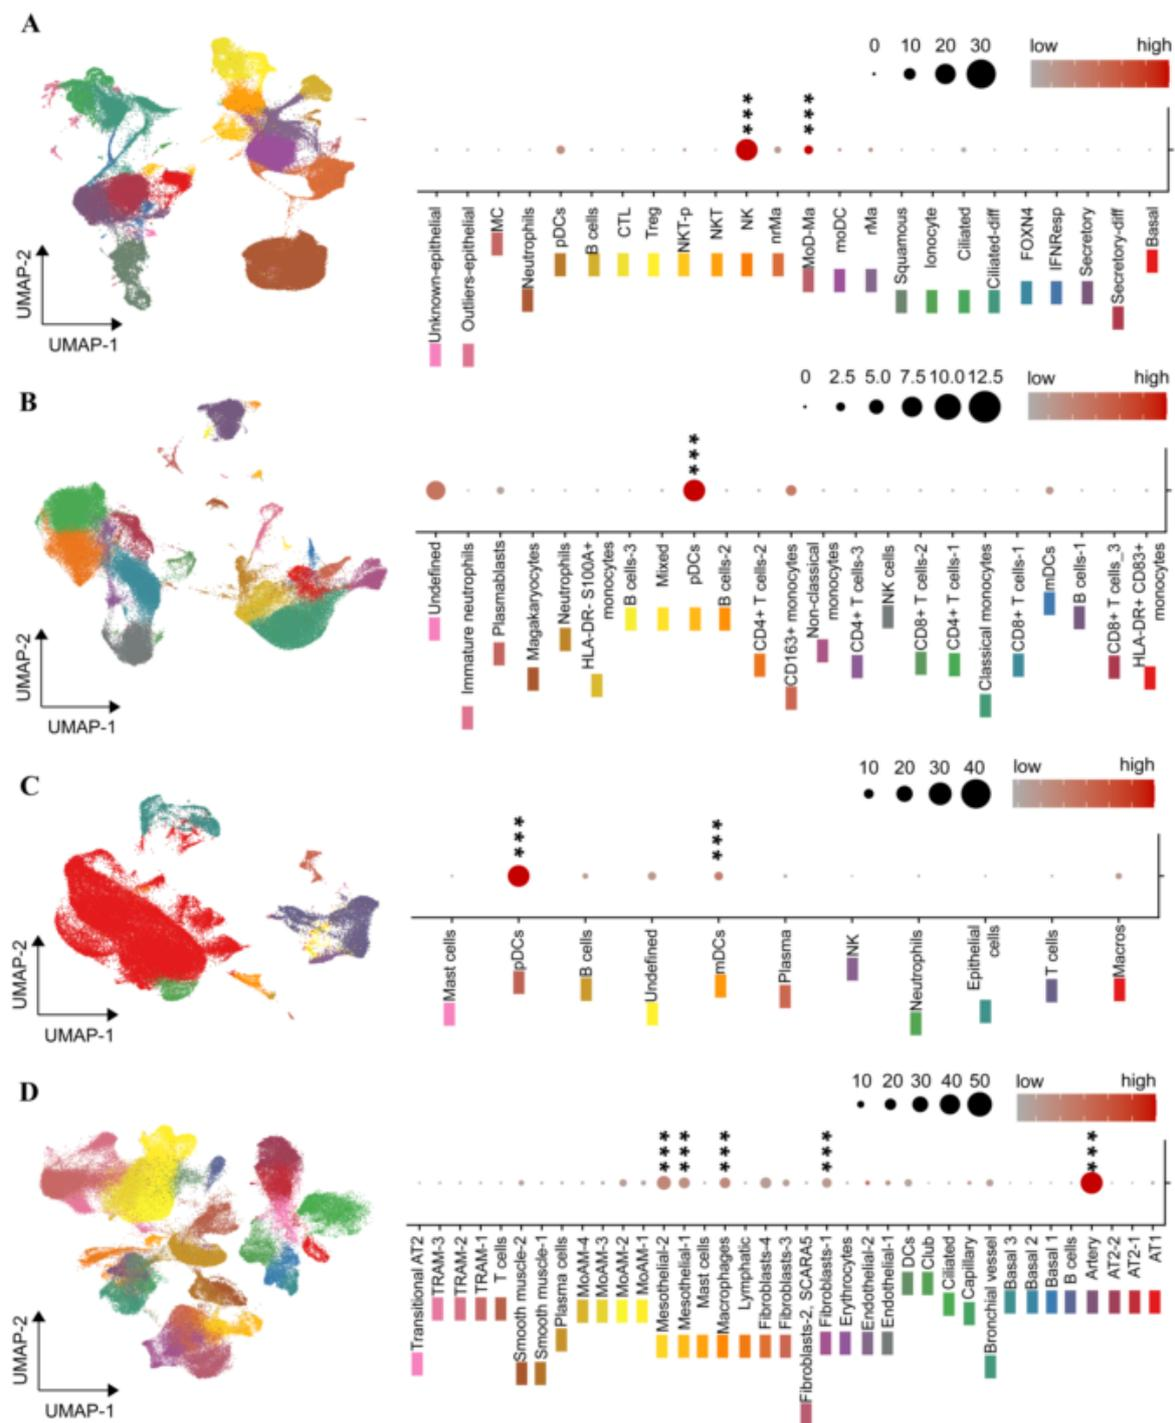 A
0 10 20 30
low high
***
***
UMAP-2
UMAP-1
Unknown-epithelial
Outliers-epithelial
MC
Neutrophils
pDCs
B cells
CTL
Treg
NKT-p
NKT
NK
nrMa
MoD-Ma
moDC
rMa
Squamous
Ionocyte
Ciliated
Ciliated-diff
FOXN4
IFNResp
Secretory
Secretory-diff
Basal
B
0 2.5 5.0 7.5 10.0 12.5
low high
***
UMAP-2
UMAP-1
Undefined
Immature neutrophils
Plasmablasts
Magakaryocytes
Neutrophils
HLA-DR- S100A+
monocytes
B cells-3
Mixed
pDCs
B cells-2
CD4+ T cells-2
CD163+ monocytes
Non-classical
monocytes
CD4+ T cells-3
NK cells
CD8+ T cells-2
CD4+ T cells-1
Classical monocytes
CD8+ T cells-1
mDCs
B cells-1
CD8+ T cells_3
HLA-DR+ CD83+
monocytes
C
10 20 30 40
low high
***
***
UMAP-2
UMAP-1
Mast cells
pDCs
B cells
Undefined
mDCs
Plasma
NK
Neutrophils
Epithelial
cells
T cells
Macros
D
10 20 30 40 50
low high
***
***
***
***
***
UMAP-2
UMAP-1
Transitional AT2
TRAM-3
TRAM-2
TRAM-1
T cells
Smooth muscle-2
Smooth muscle-1
Plasma cells
MoAM-4
MoAM-3
MoAM-2
MoAM-1
Mesothelial-2
Mesothelial-1
Mast cells
Macrophages
Lymphatic
Fibroblasts-4
Fibroblasts-3
Fibroblasts-2, SCARA5
Fibroblasts-1
Erythrocytes
Endothelial-2
Endothelial-1
DCs
Club
Ciliated
Capillary
Bronchial vessel
Basal 3
Basal 2
Basal 1
B cells
Artery
AT2-2
AT2-1
AT1